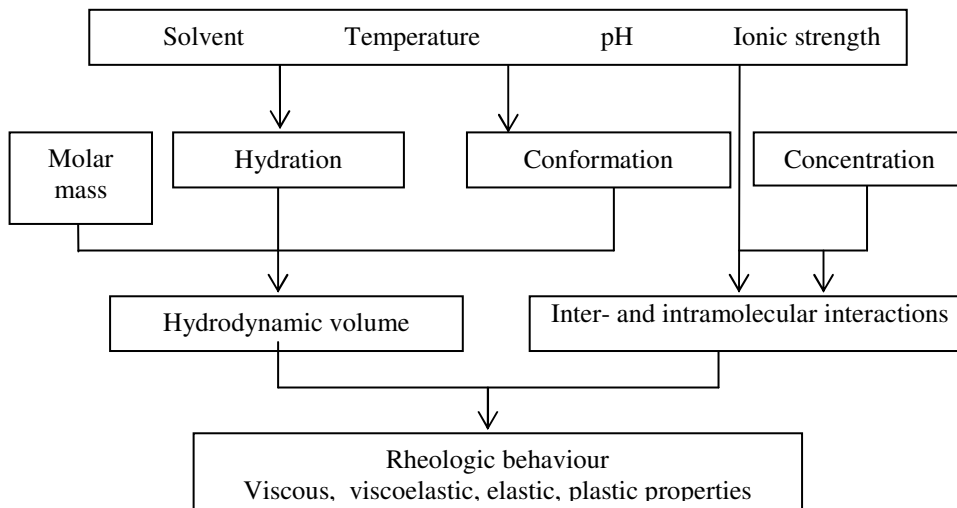 Solvent Temperature pH Ionic strength
Molar
mass
Hydration
Conformation
Concentration
Hydrodynamic volume
Inter- and intramolecular interactions
Rheologic behaviour
Viscous, viscoelastic, elastic, plastic properties